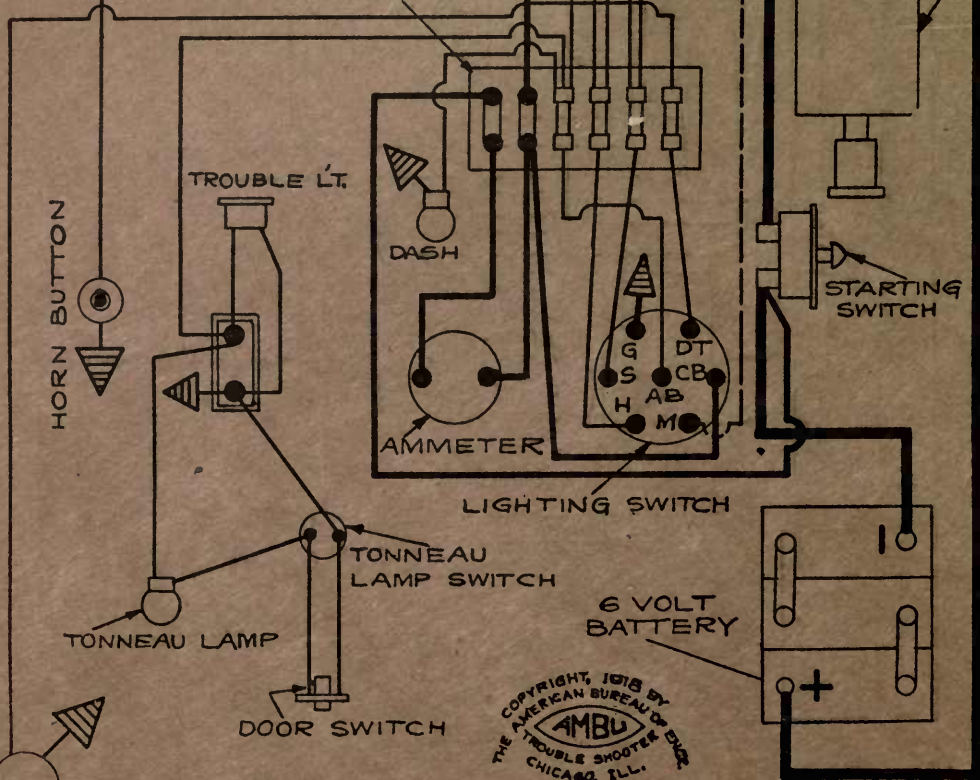 TROUBLE L'T.
HORN BUTTON
DASH
STARTING
SWITCH
G
DT
S
CB
AB
H
M
AMMETER
LIGHTING SWITCH
TONNEAU
LAMP SWITCH
6 VOLT
BATTERY
TONNEAU LAMP
DOOR SWITCH
−
+
COPYRIGHT, 1918 BY
THE AMERICAN BUREAU OF ENGR.
AMBU
TROUBLE SHOOTER
CHICAGO, ILL.